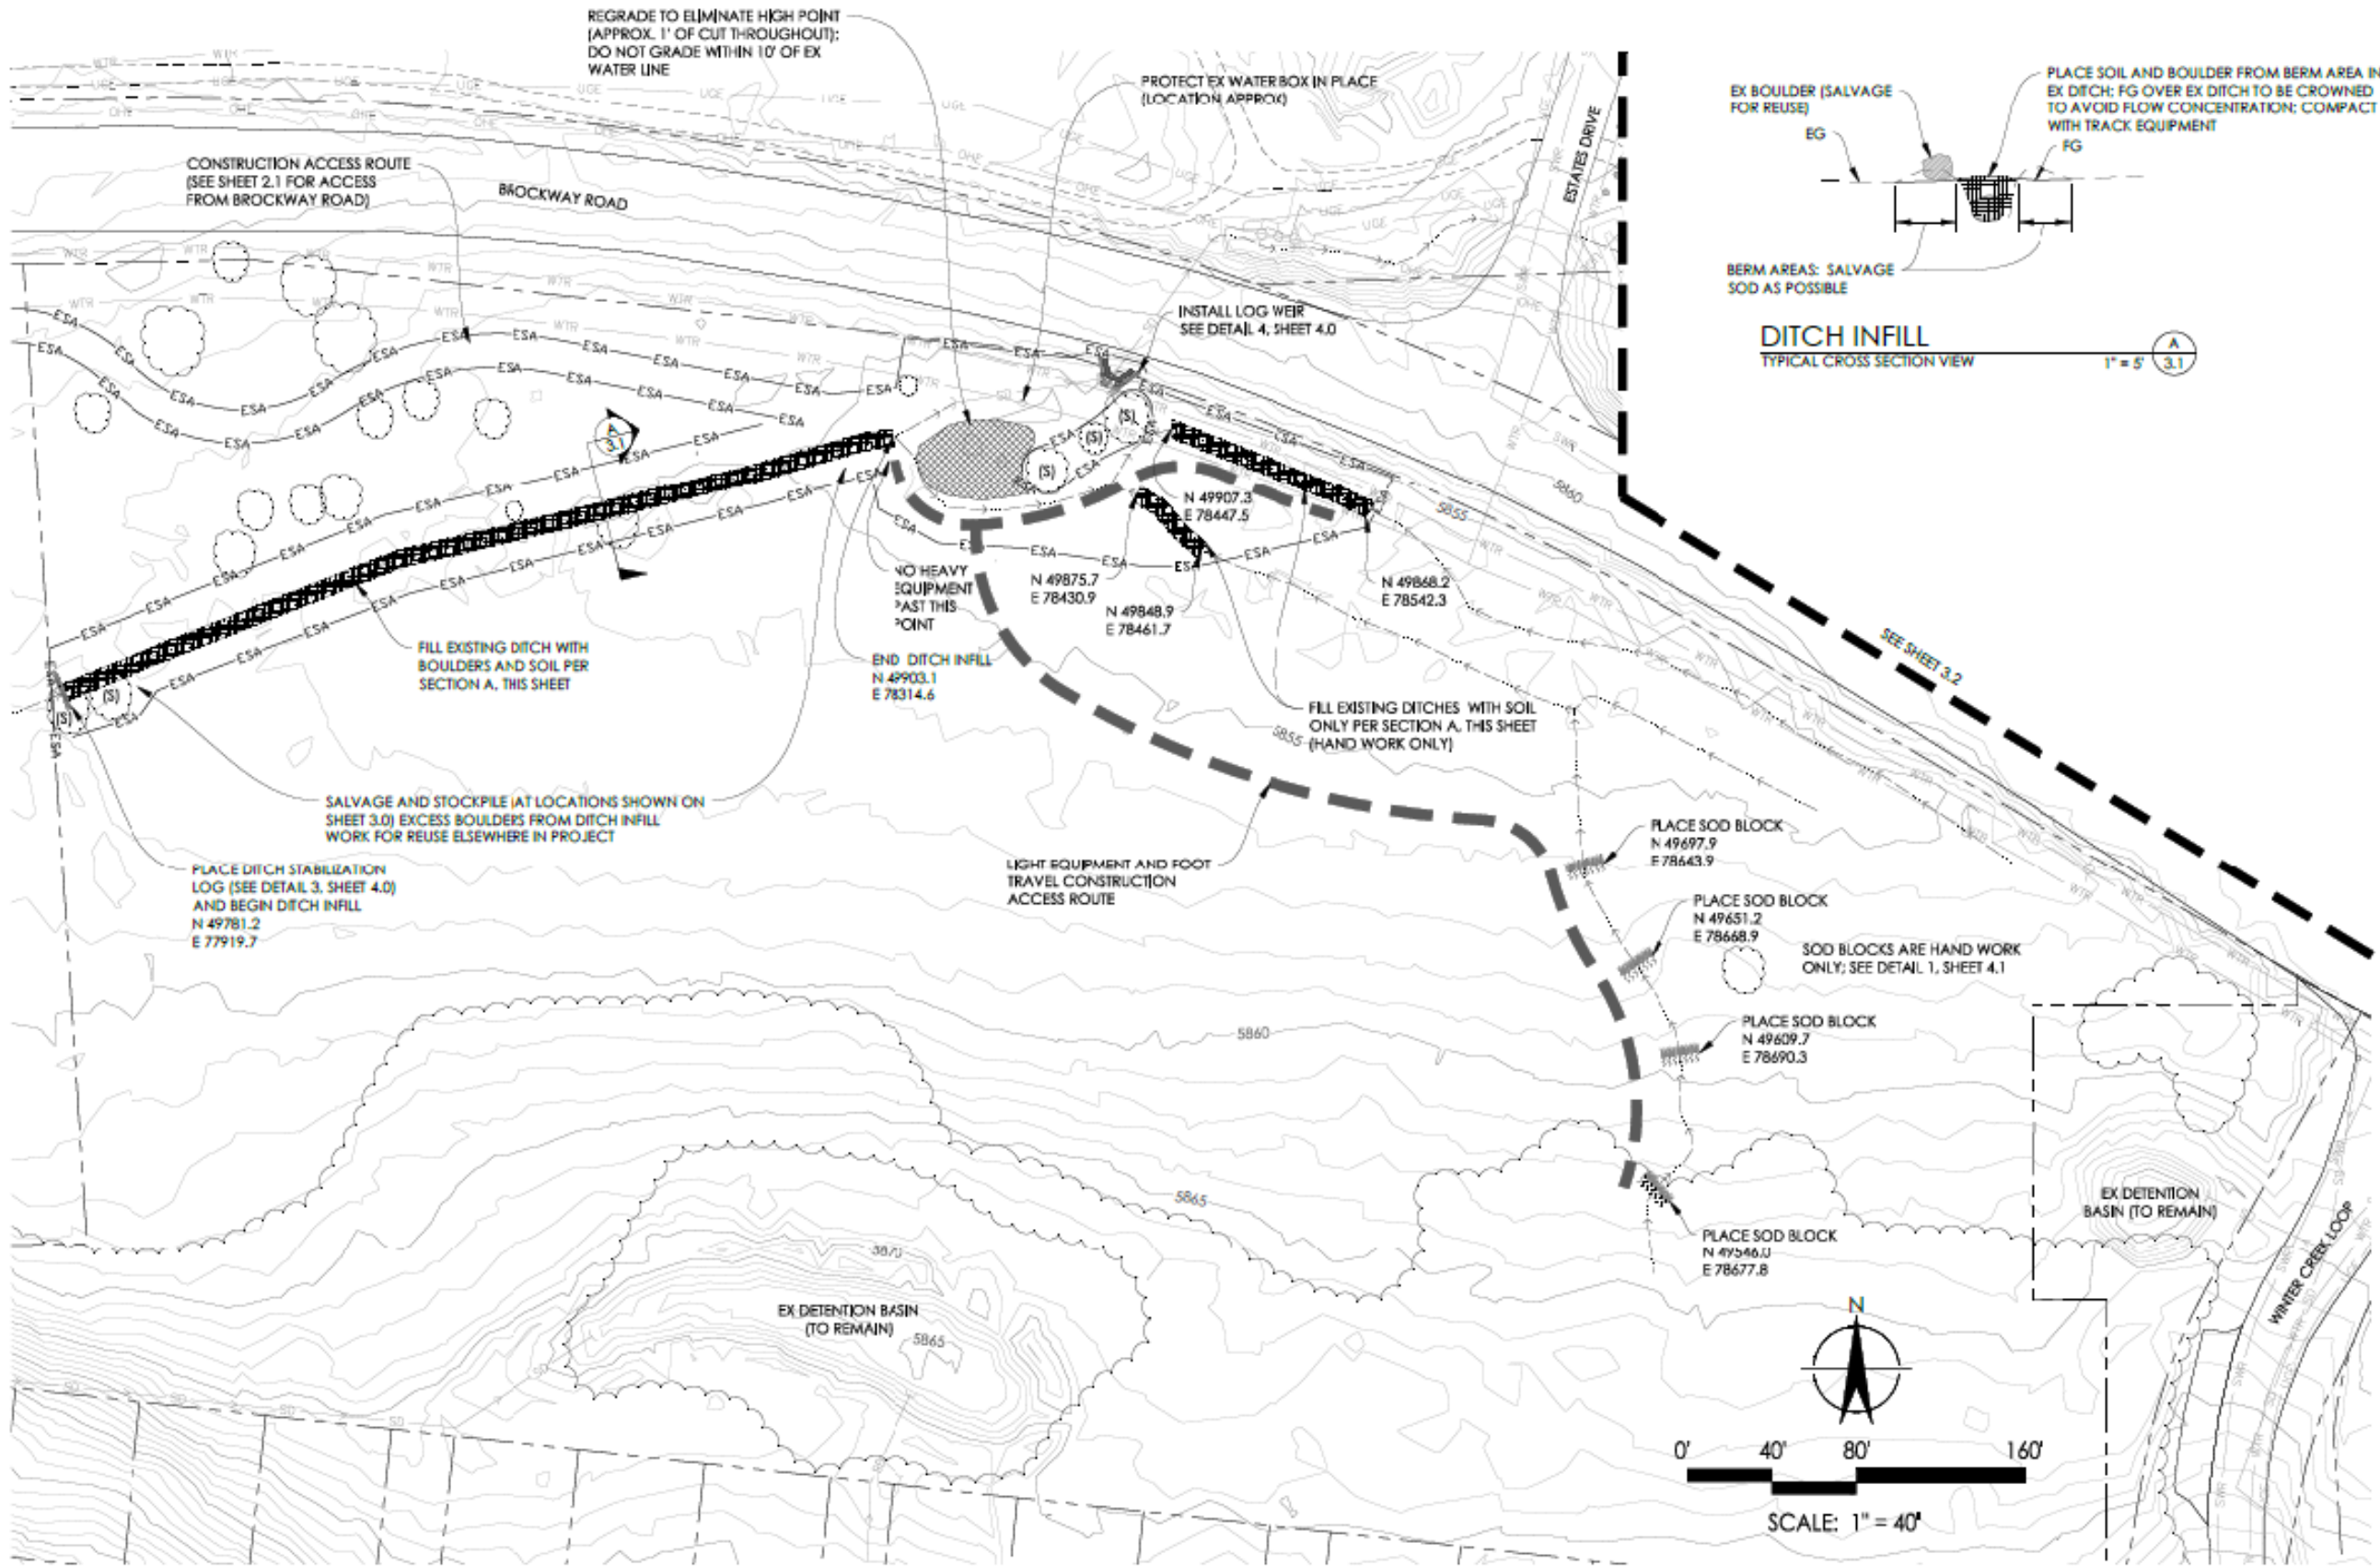 REGRADE TO ELIMINATE HIGH POINT
(APPROX. 1' OF CUT THROUGHOUT);
DO NOT GRADE WITHIN 10' OF EX
WATER LINE
PROTECT EX WATER BOX IN PLACE
(LOCATION APPROX)
CONSTRUCTION ACCESS ROUTE
(SEE SHEET 2.1 FOR ACCESS
FROM BROCKWAY ROAD)
BROCKWAY ROAD
ESTATES DRIVE
EX BOULDER (SALVAGE
FOR REUSE)
EG
PLACE SOIL AND BOULDER FROM BERM AREA IN
EX DITCH; FG OVER EX DITCH TO BE CROWNED
TO AVOID FLOW CONCENTRATION; COMPACT
WITH TRACK EQUIPMENT
FG
BERM AREAS: SALVAGE
SOD AS POSSIBLE
DITCH INFILL
TYPICAL CROSS SECTION VIEW
1" = 5'
A
3.1
INSTALL LOG WEIR
SEE DETAIL 4, SHEET 4.0
A
3.1
(S)
(S)
(S)
N 49907.3
E 78447.5
5860
5855
NO HEAVY
EQUIPMENT
PAST THIS
POINT
N 49875.7
E 78430.9
N 49848.9
E 78461.7
N 49868.2
E 78542.3
FILL EXISTING DITCH WITH
BOULDERS AND SOIL PER
SECTION A, THIS SHEET
END DITCH INFILL
N 49903.1
E 78314.6
SEE SHEET 3.2
(S)
(S)
FILL EXISTING DITCHES WITH SOIL
ONLY PER SECTION A, THIS SHEET
(HAND WORK ONLY)
5855
SALVAGE AND STOCKPILE (AT LOCATIONS SHOWN ON
SHEET 3.0) EXCESS BOULDERS FROM DITCH INFILL
WORK FOR REUSE ELSEWHERE IN PROJECT
PLACE DITCH STABILIZATION
LOG (SEE DETAIL 3, SHEET 4.0)
AND BEGIN DITCH INFILL
N 49781.2
E 77919.7
LIGHT EQUIPMENT AND FOOT
TRAVEL CONSTRUCTION
ACCESS ROUTE
PLACE SOD BLOCK
N 49697.9
E 78643.9
PLACE SOD BLOCK
N 49651.2
E 78668.9
SOD BLOCKS ARE HAND WORK
ONLY; SEE DETAIL 1, SHEET 4.1
PLACE SOD BLOCK
N 49609.7
E 78690.3
5860
5865
EX DETENTION
BASIN (TO REMAIN)
PLACE SOD BLOCK
N 49546.0
E 78677.8
5870
EX DETENTION BASIN
(TO REMAIN)
5865
WINTER CREEK LOOP
N
0' 40' 80' 160'
SCALE: 1" = 40'